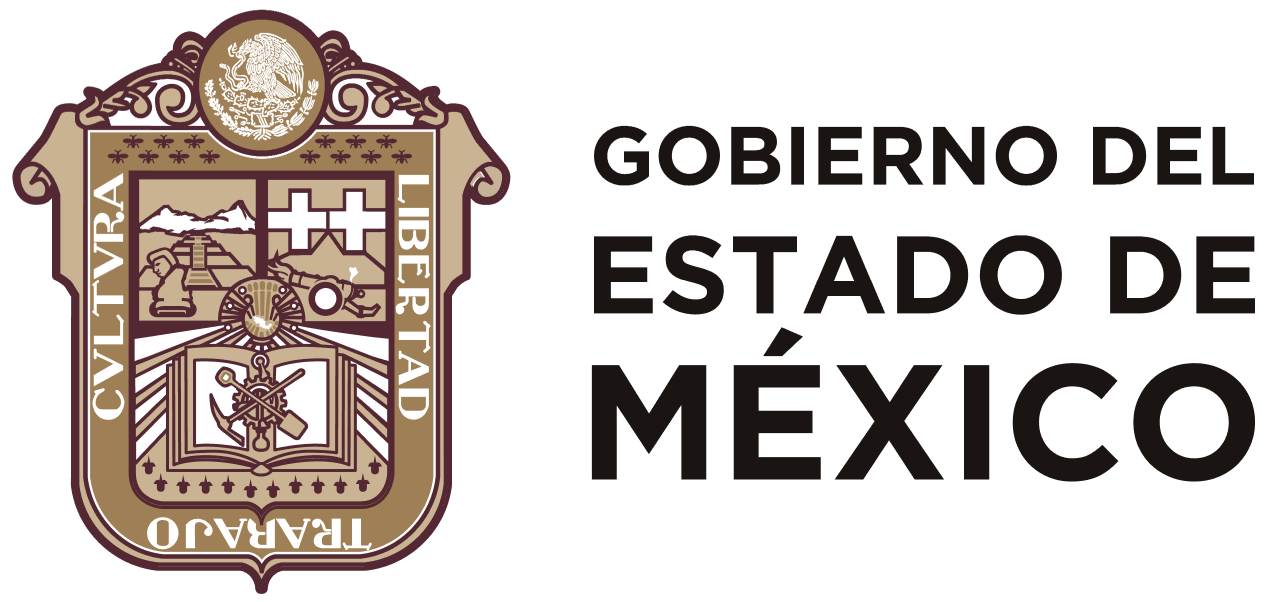 CVLTVRA
LIBERTAD
TRABAJO
GOBIERNO DEL
ESTADO DE
MÉXICO